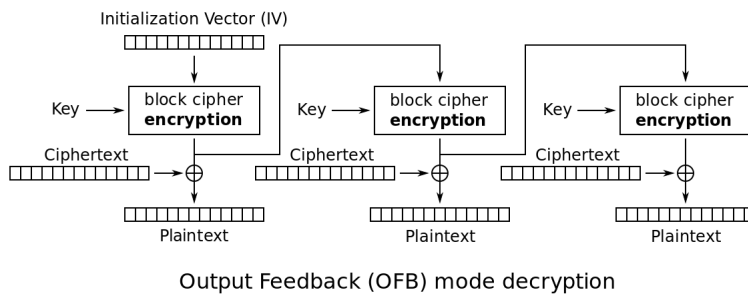 Initialization Vector (IV)
Key
block cipher
encryption
Key
block cipher
encryption
Key
block cipher
encryption
Ciphertext
Ciphertext
Ciphertext
Plaintext
Plaintext
Plaintext
Output Feedback (OFB) mode decryption